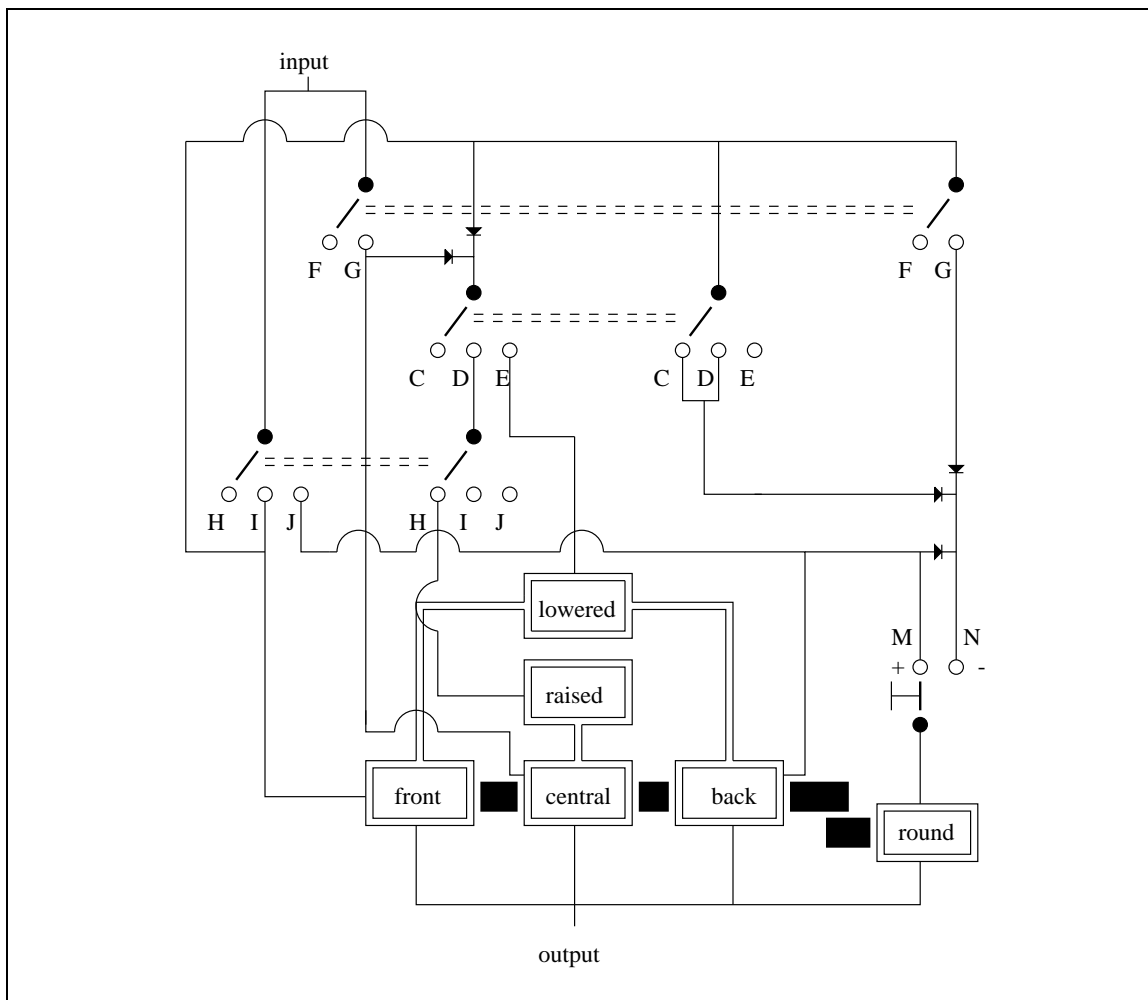 input
F G F G
C D E C D E
H I J H I J
lowered
M N
+ -
raised
front central back
round
output